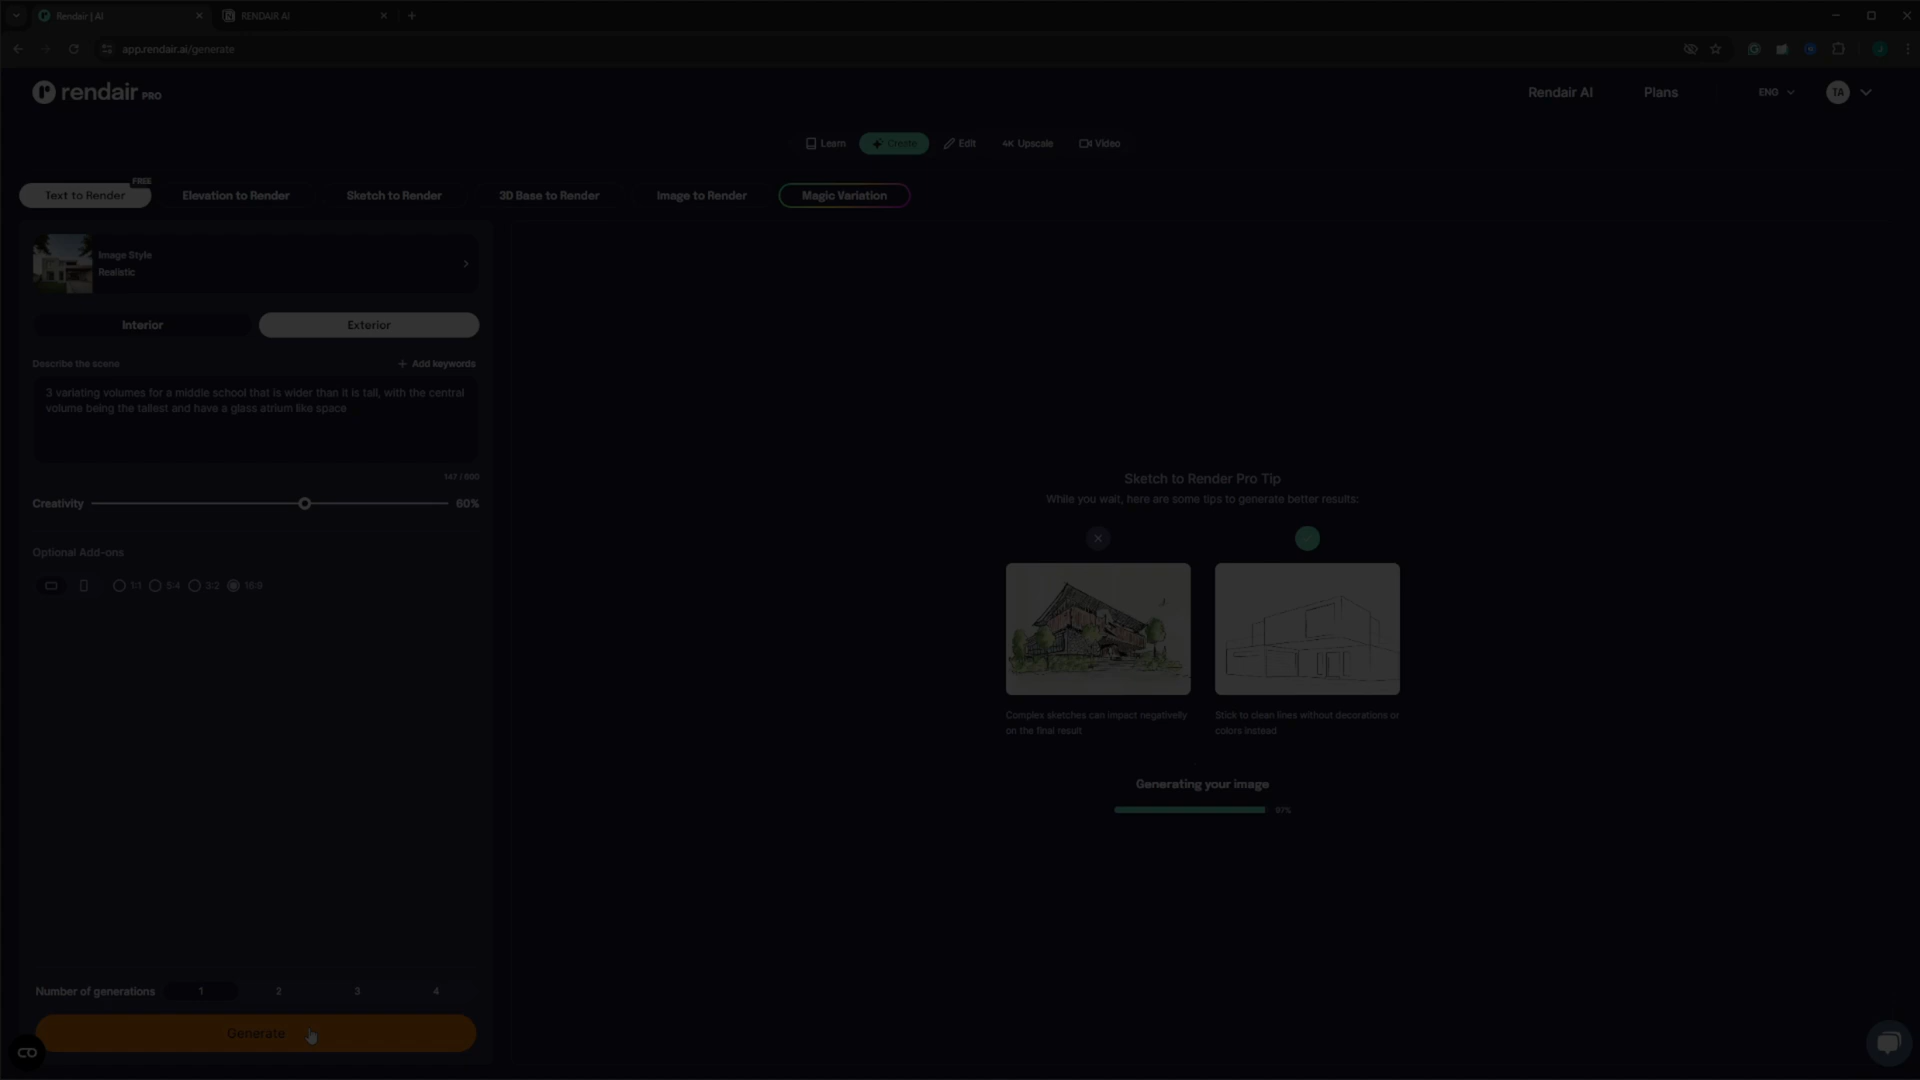 Rendair | AI
RENDAIR AI
app.rendair.ai/generate
rendair PRO
Rendair AI
Plans
ENG
TA
Learn
Create
Edit
4K Upscale
Video
Text to Render
FREE
Elevation to Render
Sketch to Render
3D Base to Render
Image to Render
Magic Variation
Image Style
Realistic
Interior
Exterior
Describe the scene
+ Add keywords
3 variating volumes for a middle school that is wider than it is tall, with the central
volume being the tallest and have a glass atrium like space
Creativity
60%
Optional Add-ons
1:1
5:4
3:2
16:9
Sketch to Render Pro Tip
While you wait, here are some tips to generate better results:
Complex sketches can impact negativelly
on the final result
Stick to clean lines without decorations or
colors instead
Generating your image
97%
Number of generations
1
2
3
4
Generate